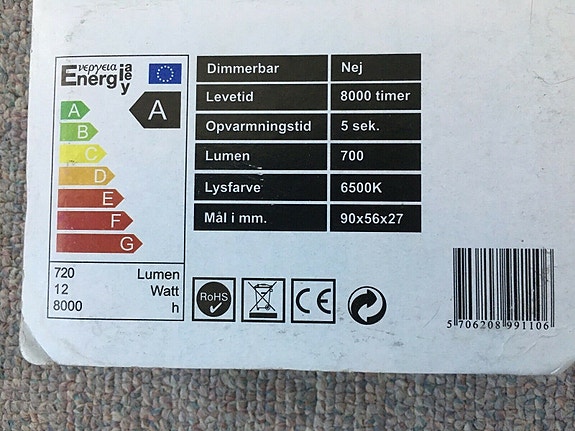 Ενεργεια
Energ ia ie y
A
A
B
C
D
E
F
G
720 Lumen
12 Watt
8000 h
Dimmerbar Nej
Levetid 8000 timer
Opvarmningstid 5 sek.
Lumen 700
Lysfarve 6500K
Mål i mm. 90x56x27
RoHS
CE
5 706208 991106